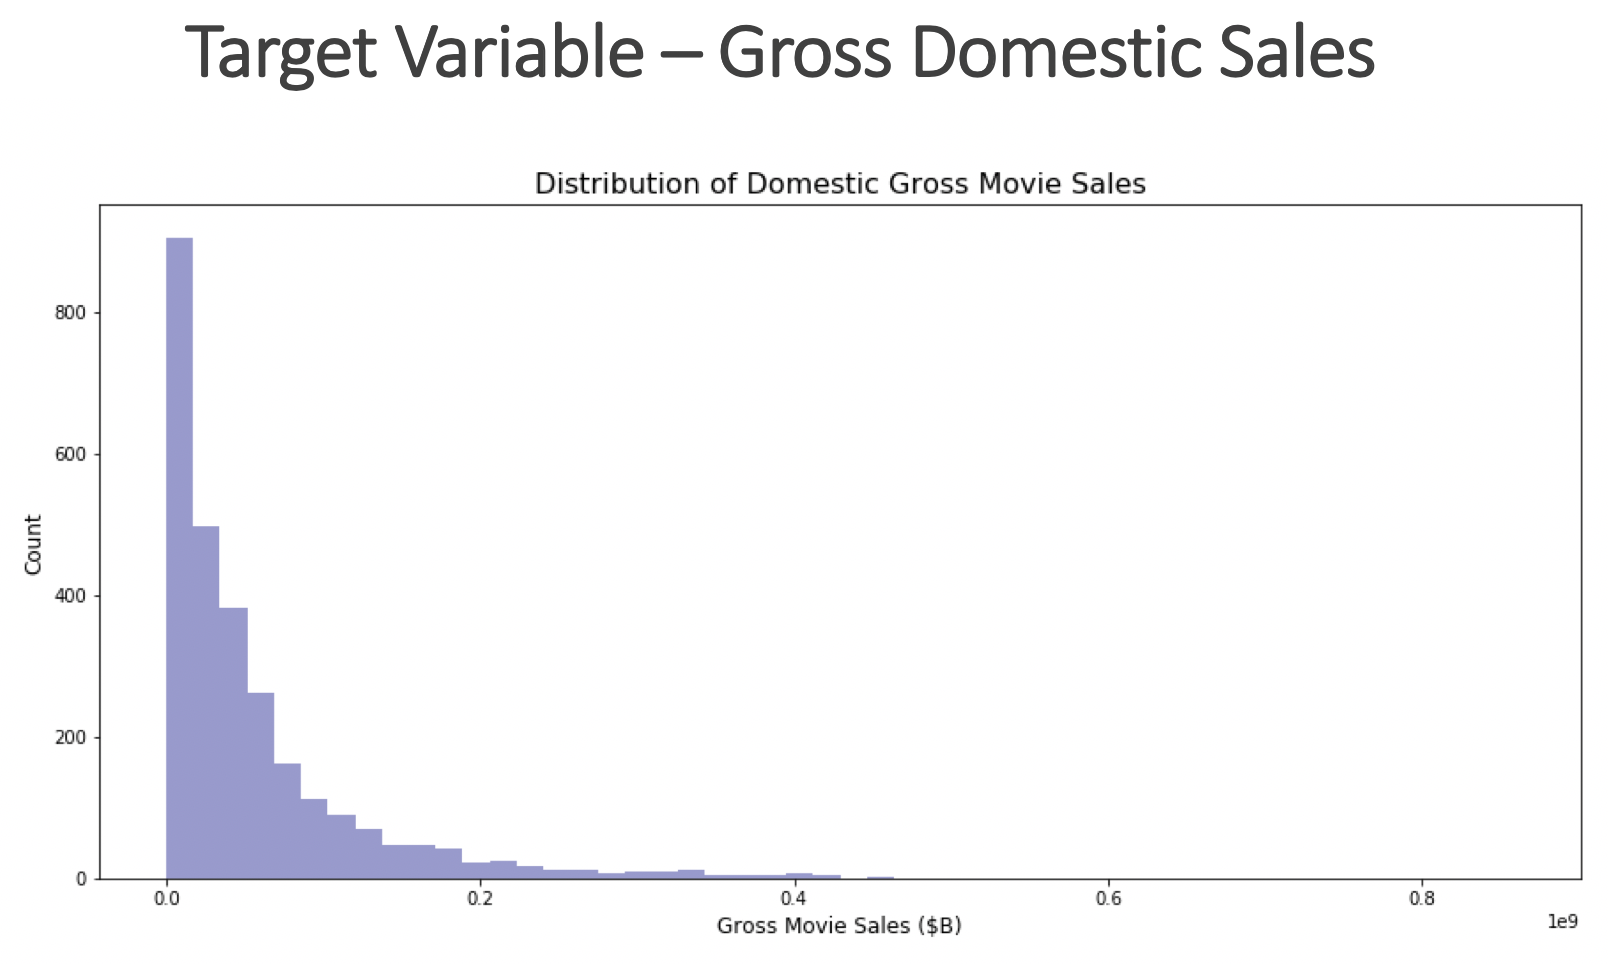 Target Variable – Gross Domestic Sales
Distribution of Domestic Gross Movie Sales
800
600
400
200
0
Count
0.0 0.2 0.4 0.6 0.8
1e9
Gross Movie Sales ($B)